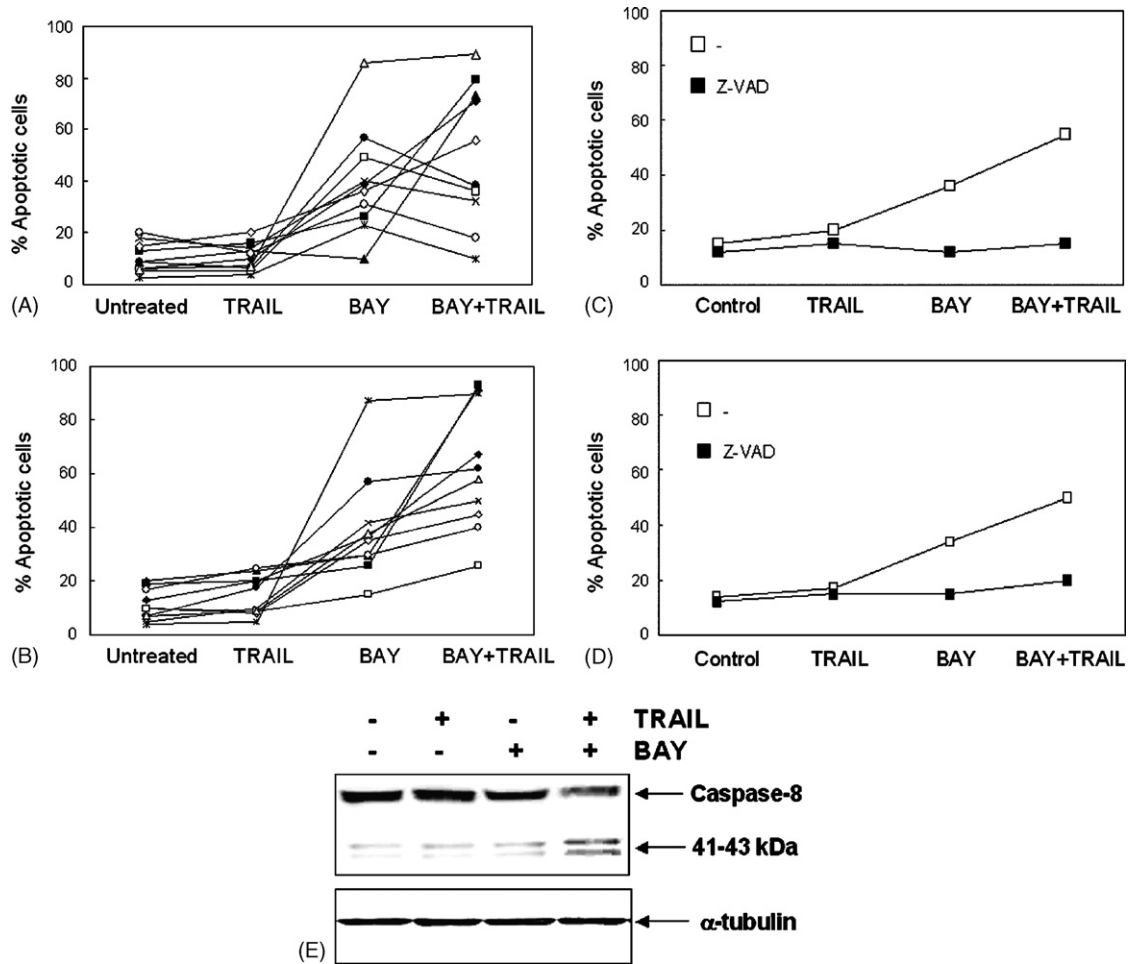 100
80
60
40
20
0
% Apoptotic cells
(A)
Untreated TRAIL BAY BAY+TRAIL
100
80
60
40
20
0
% Apoptotic cells
-
Z-VAD
(C)
Control TRAIL BAY BAY+TRAIL
100
80
60
40
20
0
% Apoptotic cells
(B)
Untreated TRAIL BAY BAY+TRAIL
100
80
60
40
20
0
% Apoptotic cells
-
Z-VAD
(D)
Control TRAIL BAY BAY+TRAIL
- + - + TRAIL
- - + + BAY
Caspase-8
41-43 kDa
α-tubulin
(E)